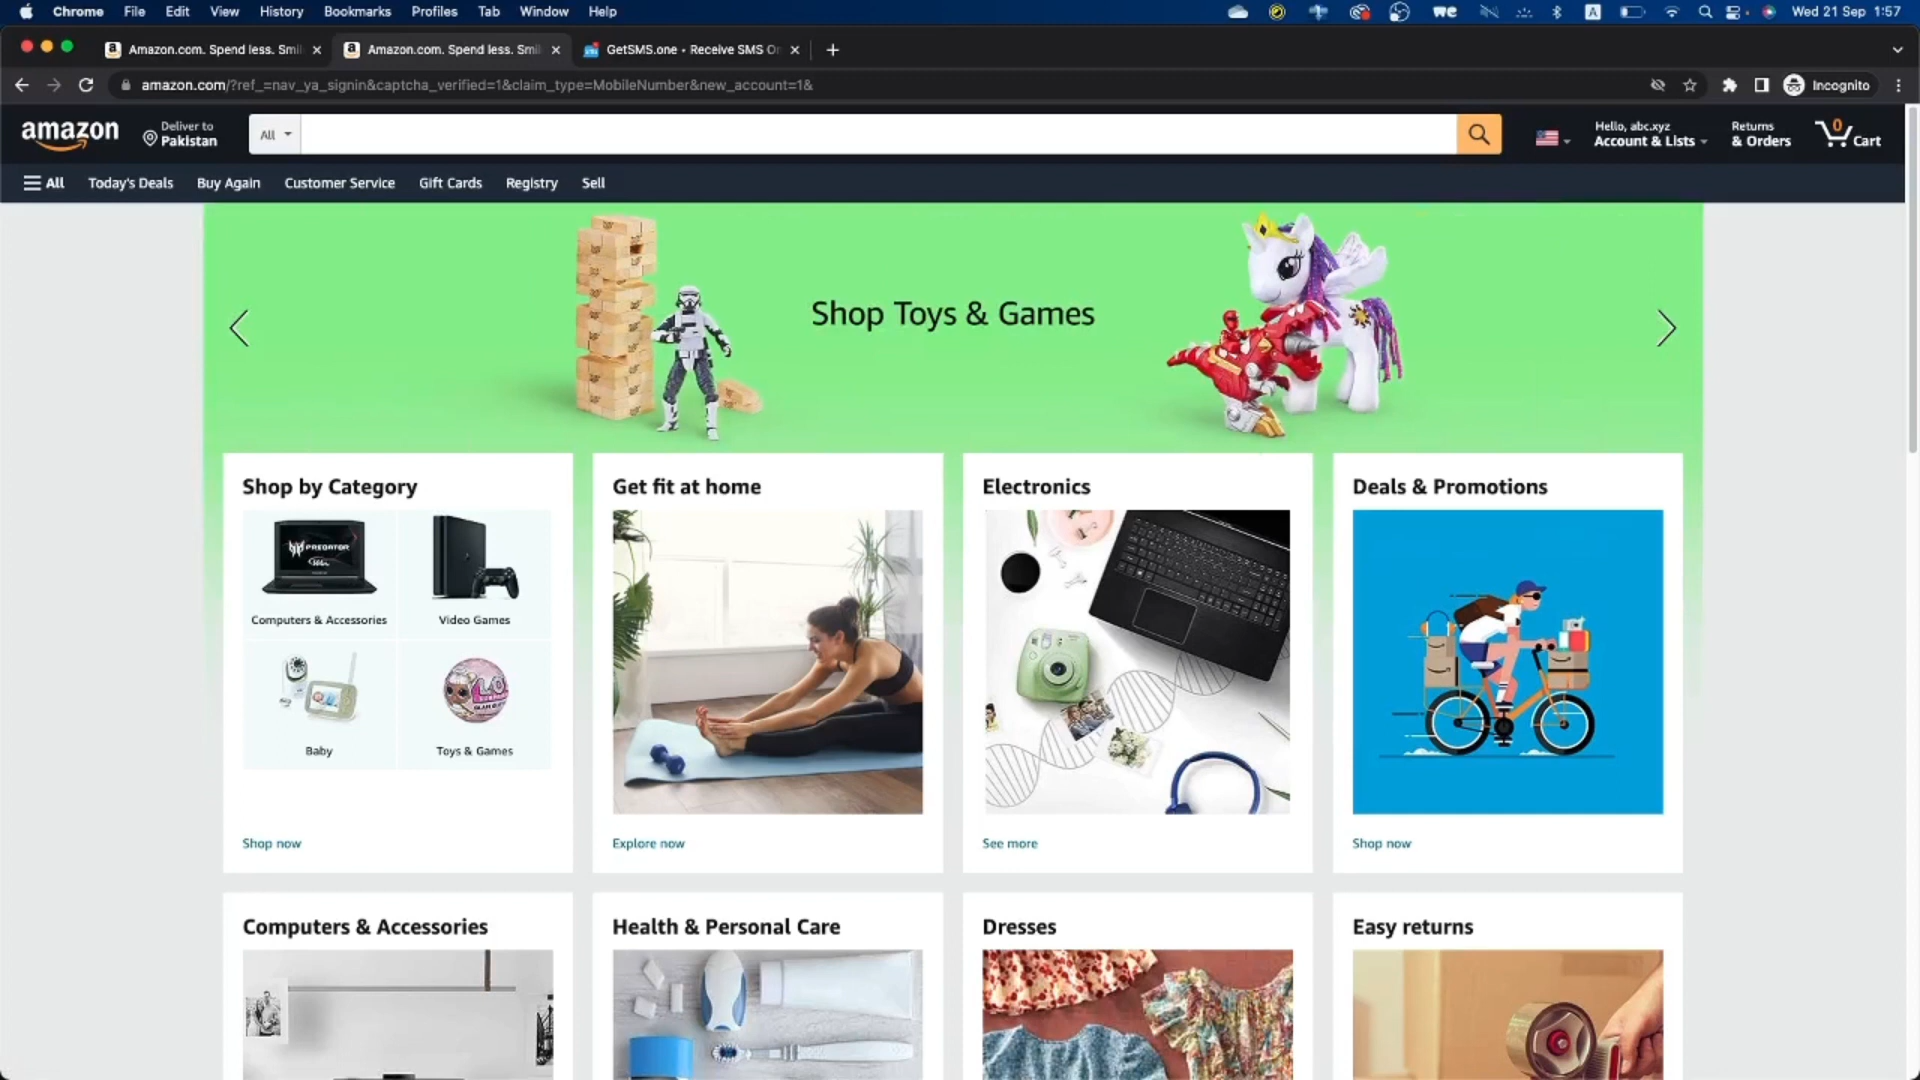 Chrome File Edit View History Bookmarks Profiles Tab Window Help
Wed 21 Sep 1:57
Amazon.com. Spend less. Smil
Amazon.com. Spend less. Smil
GetSMS.one • Receive SMS On
amazon.com/?ref_=nav_ya_signin&captcha_verified=1&claim_type=MobileNumber&new_account=1&
Incognito
amazon
Deliver to
Pakistan
All
Hello, abc.xyz
Account & Lists
Returns
& Orders
0
Cart
All Today's Deals Buy Again Customer Service Gift Cards Registry Sell
Shop Toys & Games
Shop by Category
PREDATOR
Computers & Accessories
Video Games
Baby
Toys & Games
Shop now
Get fit at home
Explore now
Electronics
See more
Deals & Promotions
Shop now
Computers & Accessories
Health & Personal Care
Dresses
Easy returns